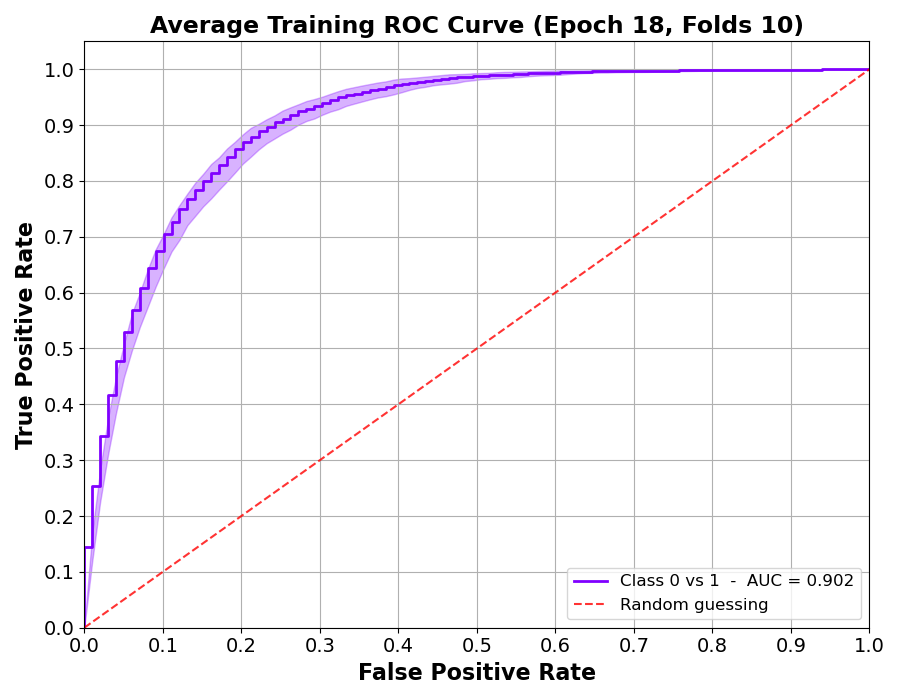 Average Training ROC Curve (Epoch 18, Folds 10)
True Positive Rate
1.0
0.9
0.8
0.7
0.6
0.5
0.4
0.3
0.2
0.1
0.0
Class 0 vs 1 - AUC = 0.902
Random guessing
0.0 0.1 0.2 0.3 0.4 0.5 0.6 0.7 0.8 0.9 1.0
False Positive Rate